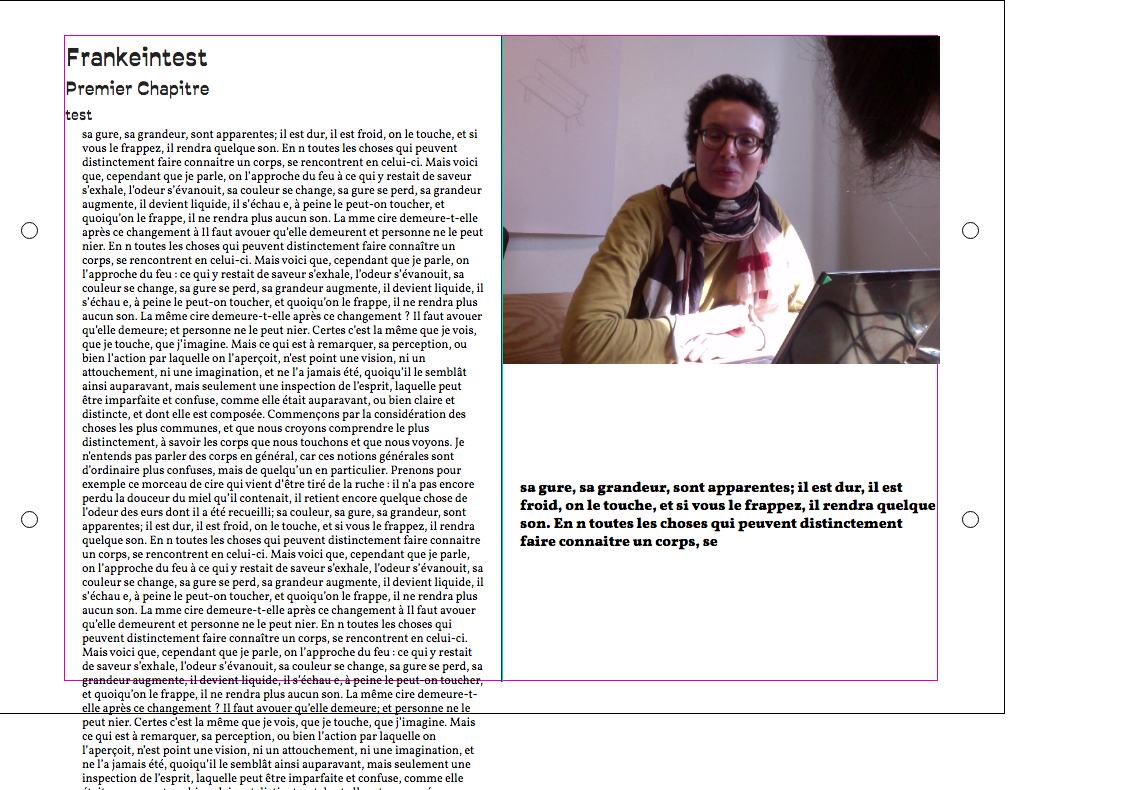 Frankeintest
Premier Chapitre
test
sa gure, sa grandeur, sont apparentes; il est dur, il est froid, on le touche, et si
vous le frappez, il rendra quelque son. En n toutes les choses qui peuvent
distinctement faire connaitre un corps, se rencontrent en celui-ci. Mais voici
que, cependant que je parle, on l'approche du feu à ce qui y restait de saveur
s'exhale, l'odeur s'évanouit, sa couleur se change, sa gure se perd, sa grandeur
augmente, il devient liquide, il s'échau e, à peine le peut-on toucher, et
quoiqu'on le frappe, il ne rendra plus aucun son. La mme cire demeure-t-elle
après ce changement à Il faut avouer qu'elle demeurent et personne ne le peut
nier. En n toutes les choses qui peuvent distinctement faire connaître un
corps, se rencontrent en celui-ci. Mais voici que, cependant que je parle, on
l'approche du feu : ce qui y restait de saveur s'exhale, l'odeur s'évanouit, sa
couleur se change, sa gure se perd, sa grandeur augmente, il devient liquide, il
s'échau e, à peine le peut-on toucher, et quoiqu'on le frappe, il ne rendra plus
aucun son. La même cire demeure-t-elle après ce changement ? Il faut avouer
qu'elle demeure; et personne ne le peut nier. Certes c'est la même que je vois,
que je touche, que j'imagine. Mais ce qui est à remarquer, sa perception, ou
bien l'action par laquelle on l'aperçoit, n'est point une vision, ni un
attouchement, ni une imagination, et ne l'a jamais été, quoiqu'il le semblât
ainsi auparavant, mais seulement une inspection de l'esprit, laquelle peut
être imparfaite et confuse, comme elle était auparavant, ou bien claire et
distincte, et dont elle est composée. Commençons par la considération des
choses les plus communes, et que nous croyons comprendre le plus
distinctement, à savoir les corps que nous touchons et que nous voyons. Je
n'entends pas parler des corps en général, car ces notions générales sont
d'ordinaire plus confuses, mais de quelqu'un en particulier. Prenons pour
exemple ce morceau de cire qui vient d'être tiré de la ruche : il n'a pas encore
perdu la douceur du miel qu'il contenait, il retient encore quelque chose de
l'odeur des eurs dont il a été recueilli; sa couleur, sa gure, sa grandeur, sont
apparentes; il est dur, il est froid, on le touche, et si vous le frappez, il rendra
quelque son. En n toutes les choses qui peuvent distinctement faire connaitre
un corps, se rencontrent en celui-ci. Mais voici que, cependant que je parle,
on l'approche du feu à ce qui y restait de saveur s'exhale, l'odeur s'évanouit, sa
couleur se change, sa gure se perd, sa grandeur augmente, il devient liquide, il
s'échau e, à peine le peut-on toucher, et quoiqu'on le frappe, il ne rendra plus
aucun son. La mme cire demeure-t-elle après ce changement à Il faut avouer
qu'elle demeurent et personne ne le peut nier. En n toutes les choses qui
peuvent distinctement faire connaître un corps, se rencontrent en celui-ci.
Mais voici que, cependant que je parle, on l'approche du feu : ce qui y restait
de saveur s'exhale, l'odeur s'évanouit, sa couleur se change, sa gure se perd, sa
grandeur augmente, il devient liquide, il s'échau e, à peine le peut-on toucher,
et quoiqu'on le frappe, il ne rendra plus aucun son. La même cire demeure-t-
elle après ce changement ? Il faut avouer qu'elle demeure; et personne ne le
peut nier. Certes c'est la même que je vois, que je touche, que j'imagine. Mais
ce qui est à remarquer, sa perception, ou bien l'action par laquelle on
l'aperçoit, n'est point une vision, ni un attouchement, ni une imagination, et
ne l'a jamais été, quoiqu'il le semblât ainsi auparavant, mais seulement une
inspection de l'esprit, laquelle peut être imparfaite et confuse, comme elle
sa gure, sa grandeur, sont apparentes; il est dur, il est
froid, on le touche, et si vous le frappez, il rendra quelque
son. En n toutes les choses qui peuvent distinctement
faire connaitre un corps, se